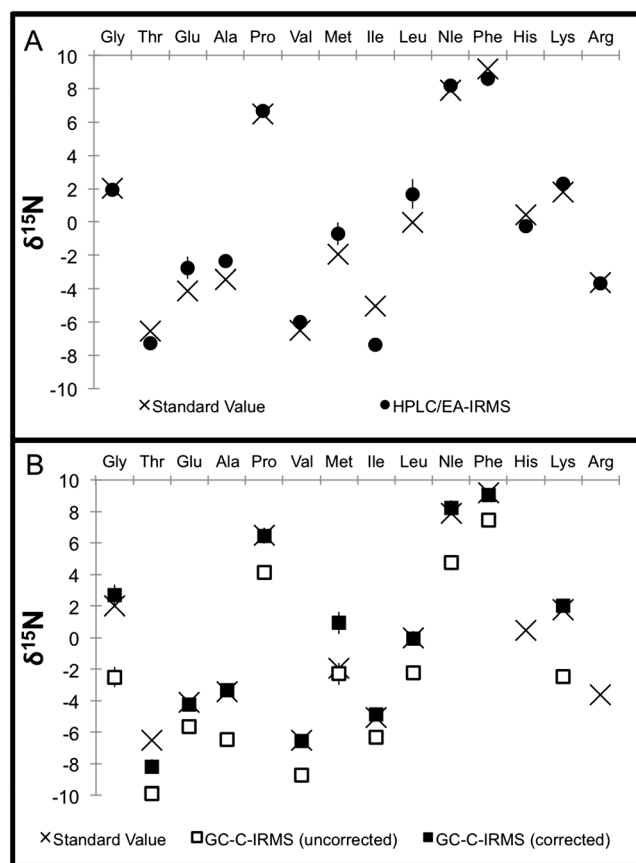 A
Gly Thr Glu Ala Pro Val Met Ile Leu Nle Phe His Lys Arg
10
8
6
4
2
0
-2
-4
-6
-8
-10
δ¹⁵N
×Standard Value ●HPLC/EA-IRMS
B
Gly Thr Glu Ala Pro Val Met Ile Leu Nle Phe His Lys Arg
10
8
6
4
2
0
-2
-4
-6
-8
-10
δ¹⁵N
×Standard Value □GC-C-IRMS (uncorrected) ■GC-C-IRMS (corrected)